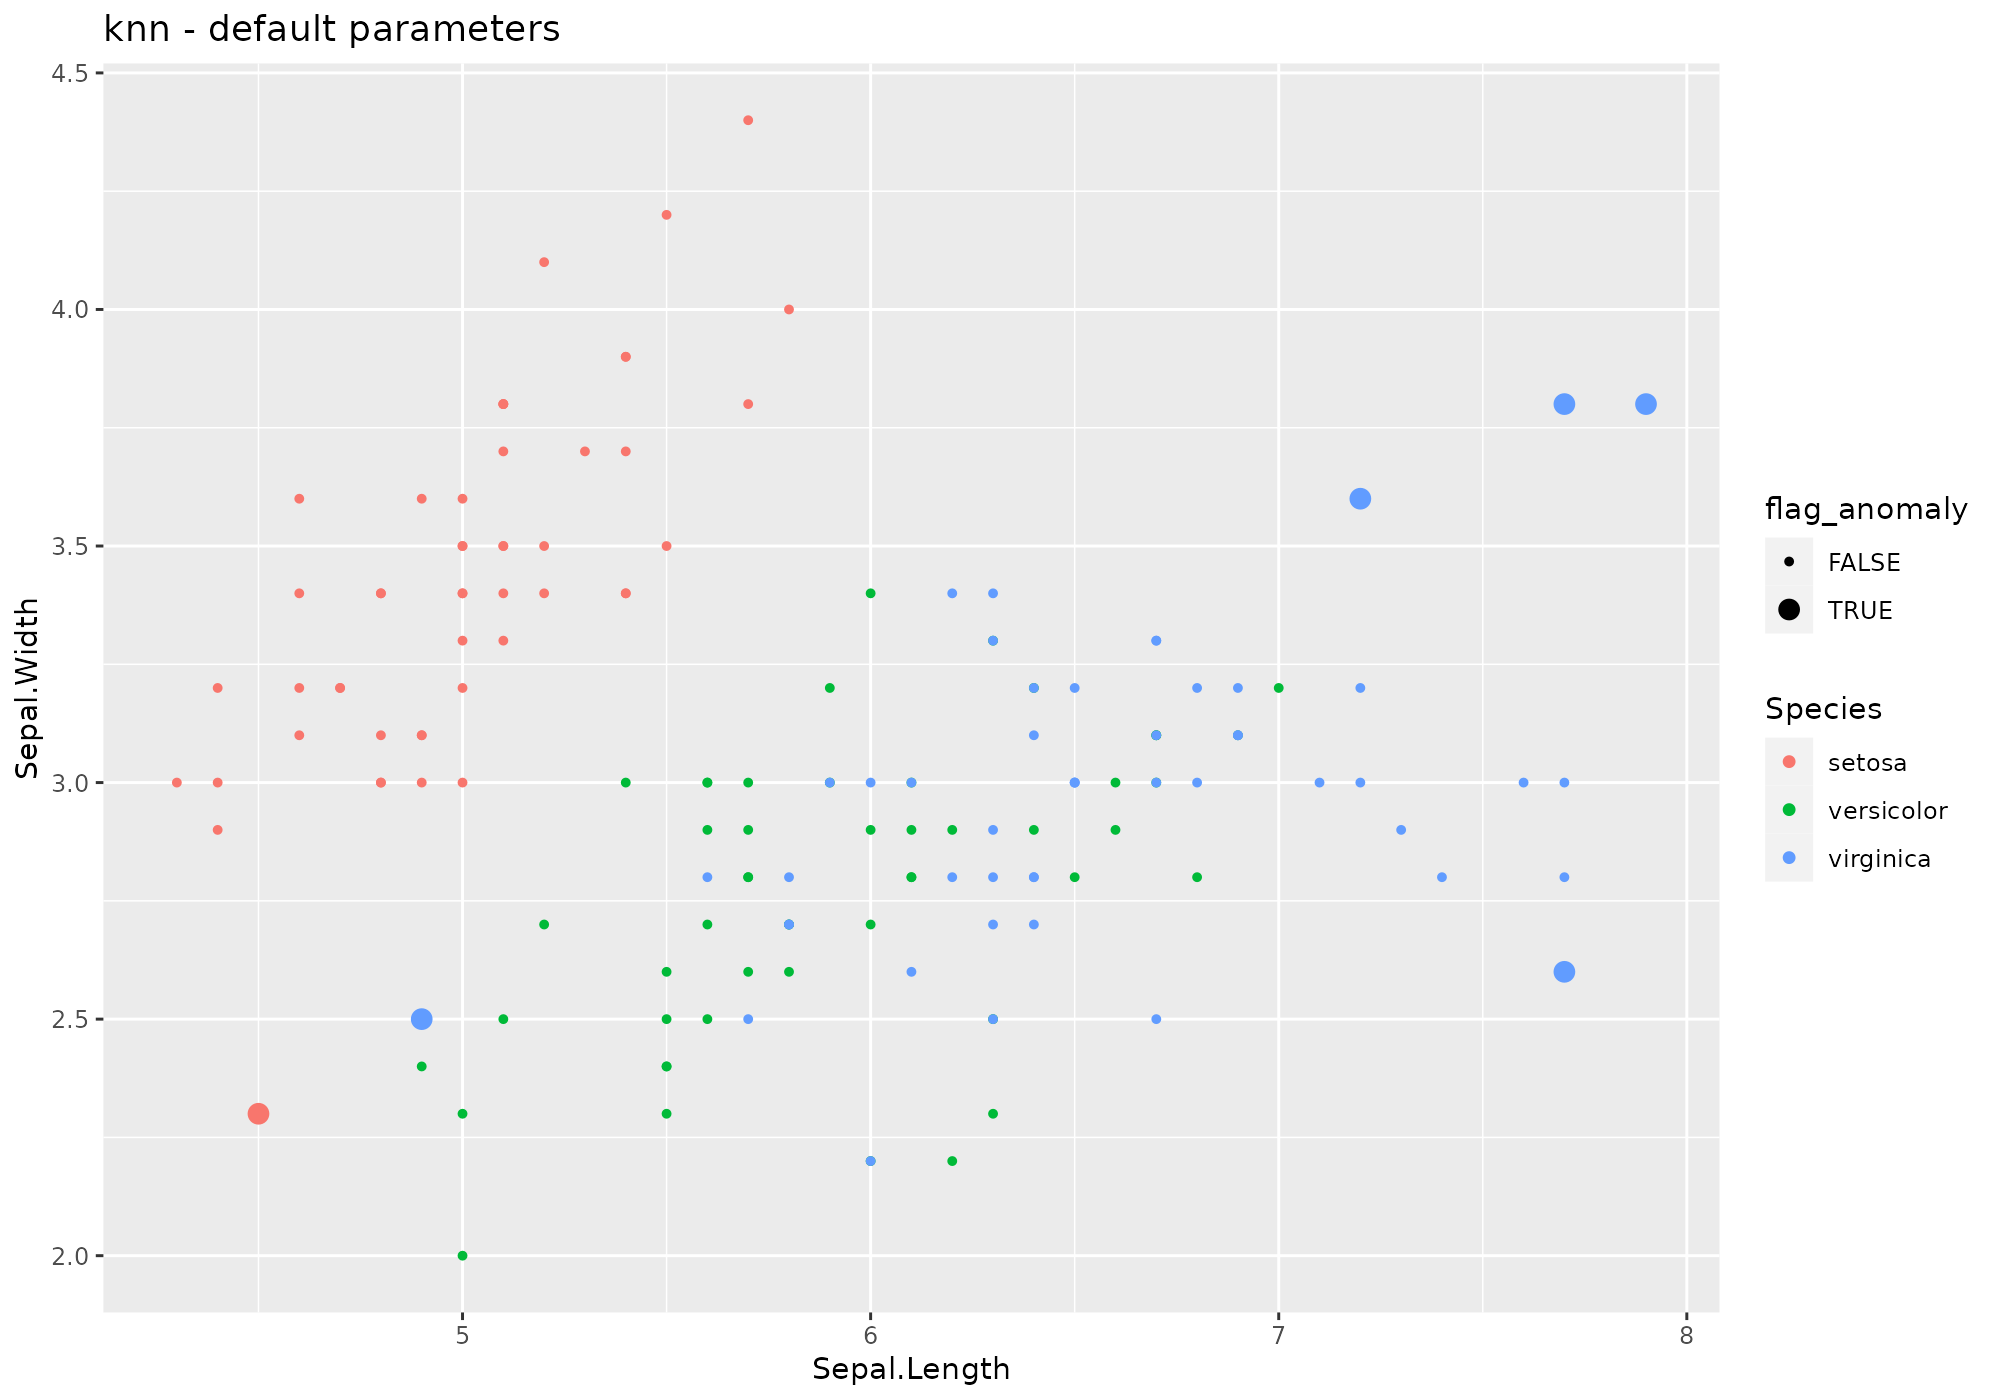 knn - default parameters
4.5
4.0
3.5
3.0
2.5
2.0
Sepal.Width
5
6
7
8
Sepal.Length
flag_anomaly
FALSE
TRUE
Species
setosa
versicolor
virginica